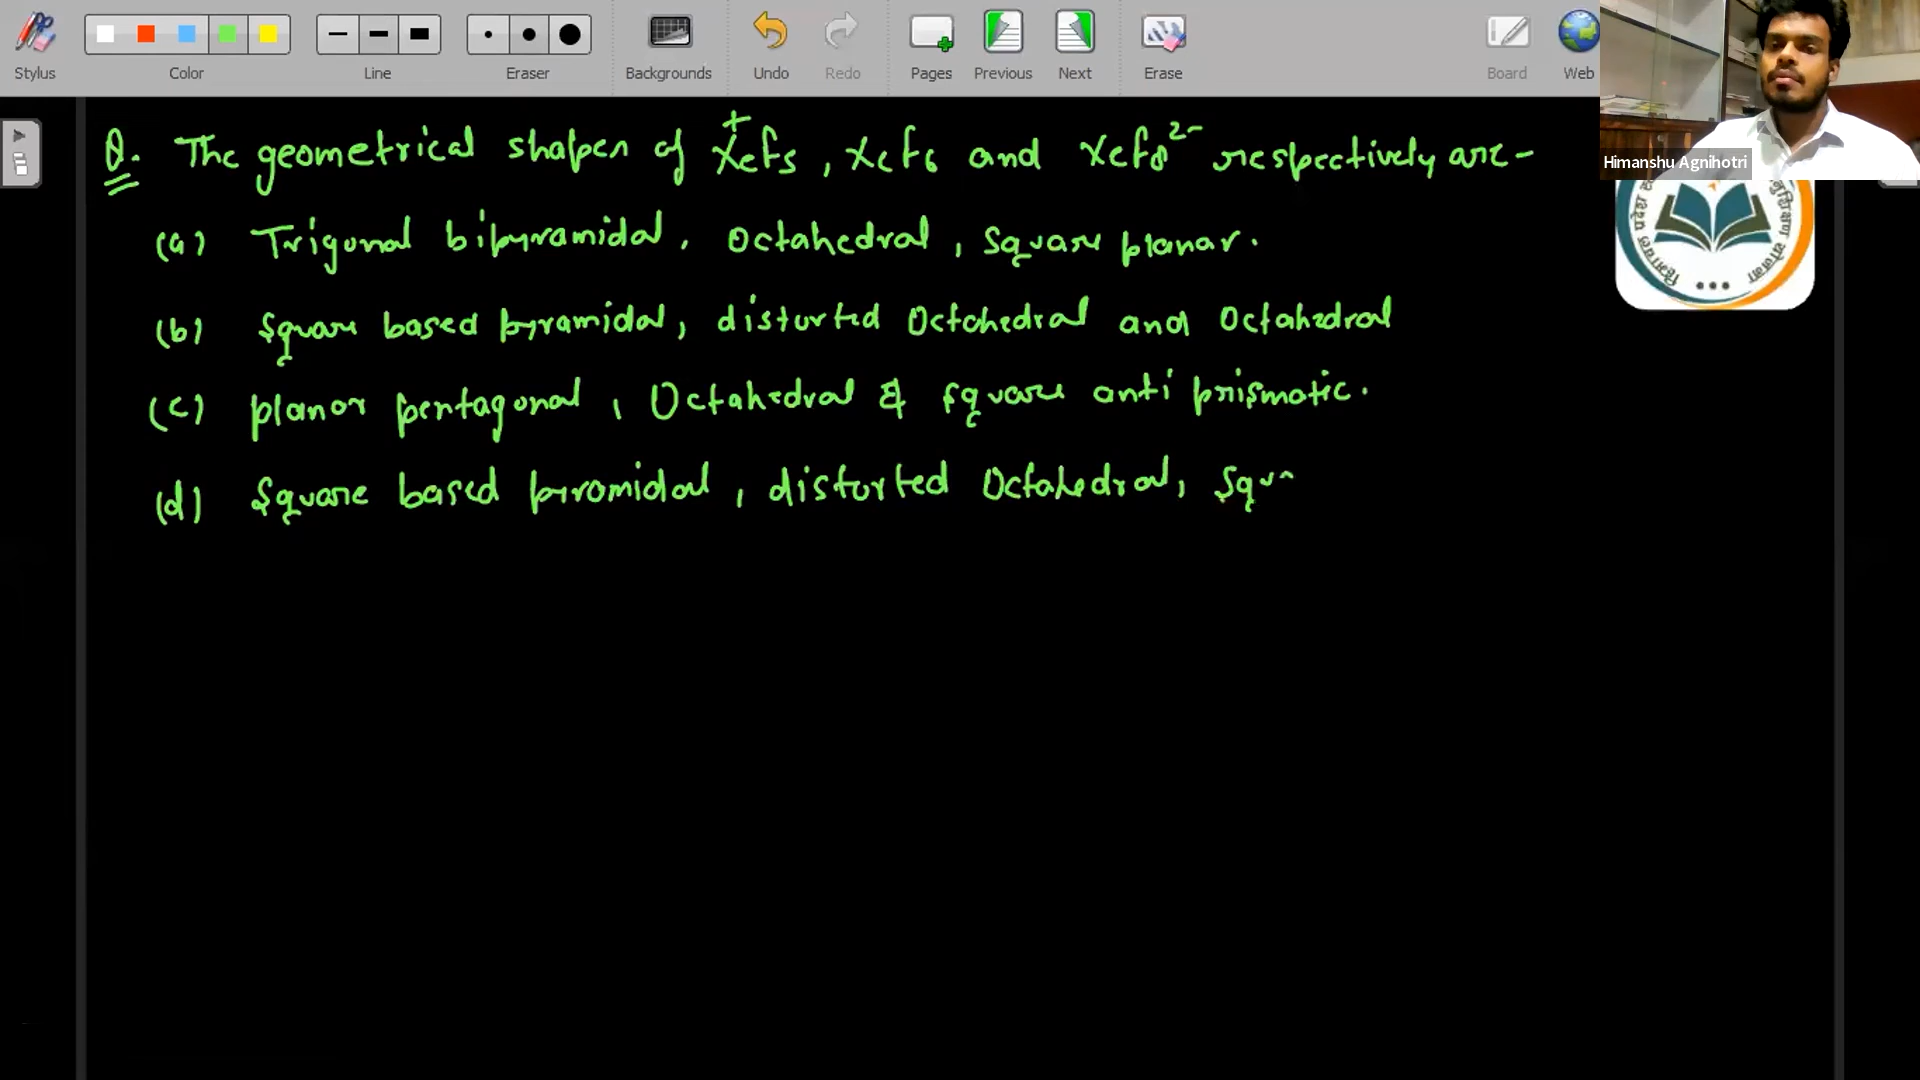 Stylus Color Line Eraser Backgrounds Undo Redo Pages Previous Next Erase Board Web
Himanshu Agnihotri
Q. The geometrical shapes of XeF5+, XeF6 and XeF8 2- respectively are-
(a) Trigonal bipyramidal, Octahedral, Square planar.
(b) Square based pyramidal, distorted Octahedral and Octahedral
(c) planar pentagonal, Octahedral & square anti prismatic.
(d) Square based pyramidal, distorted Octahedral, Squ